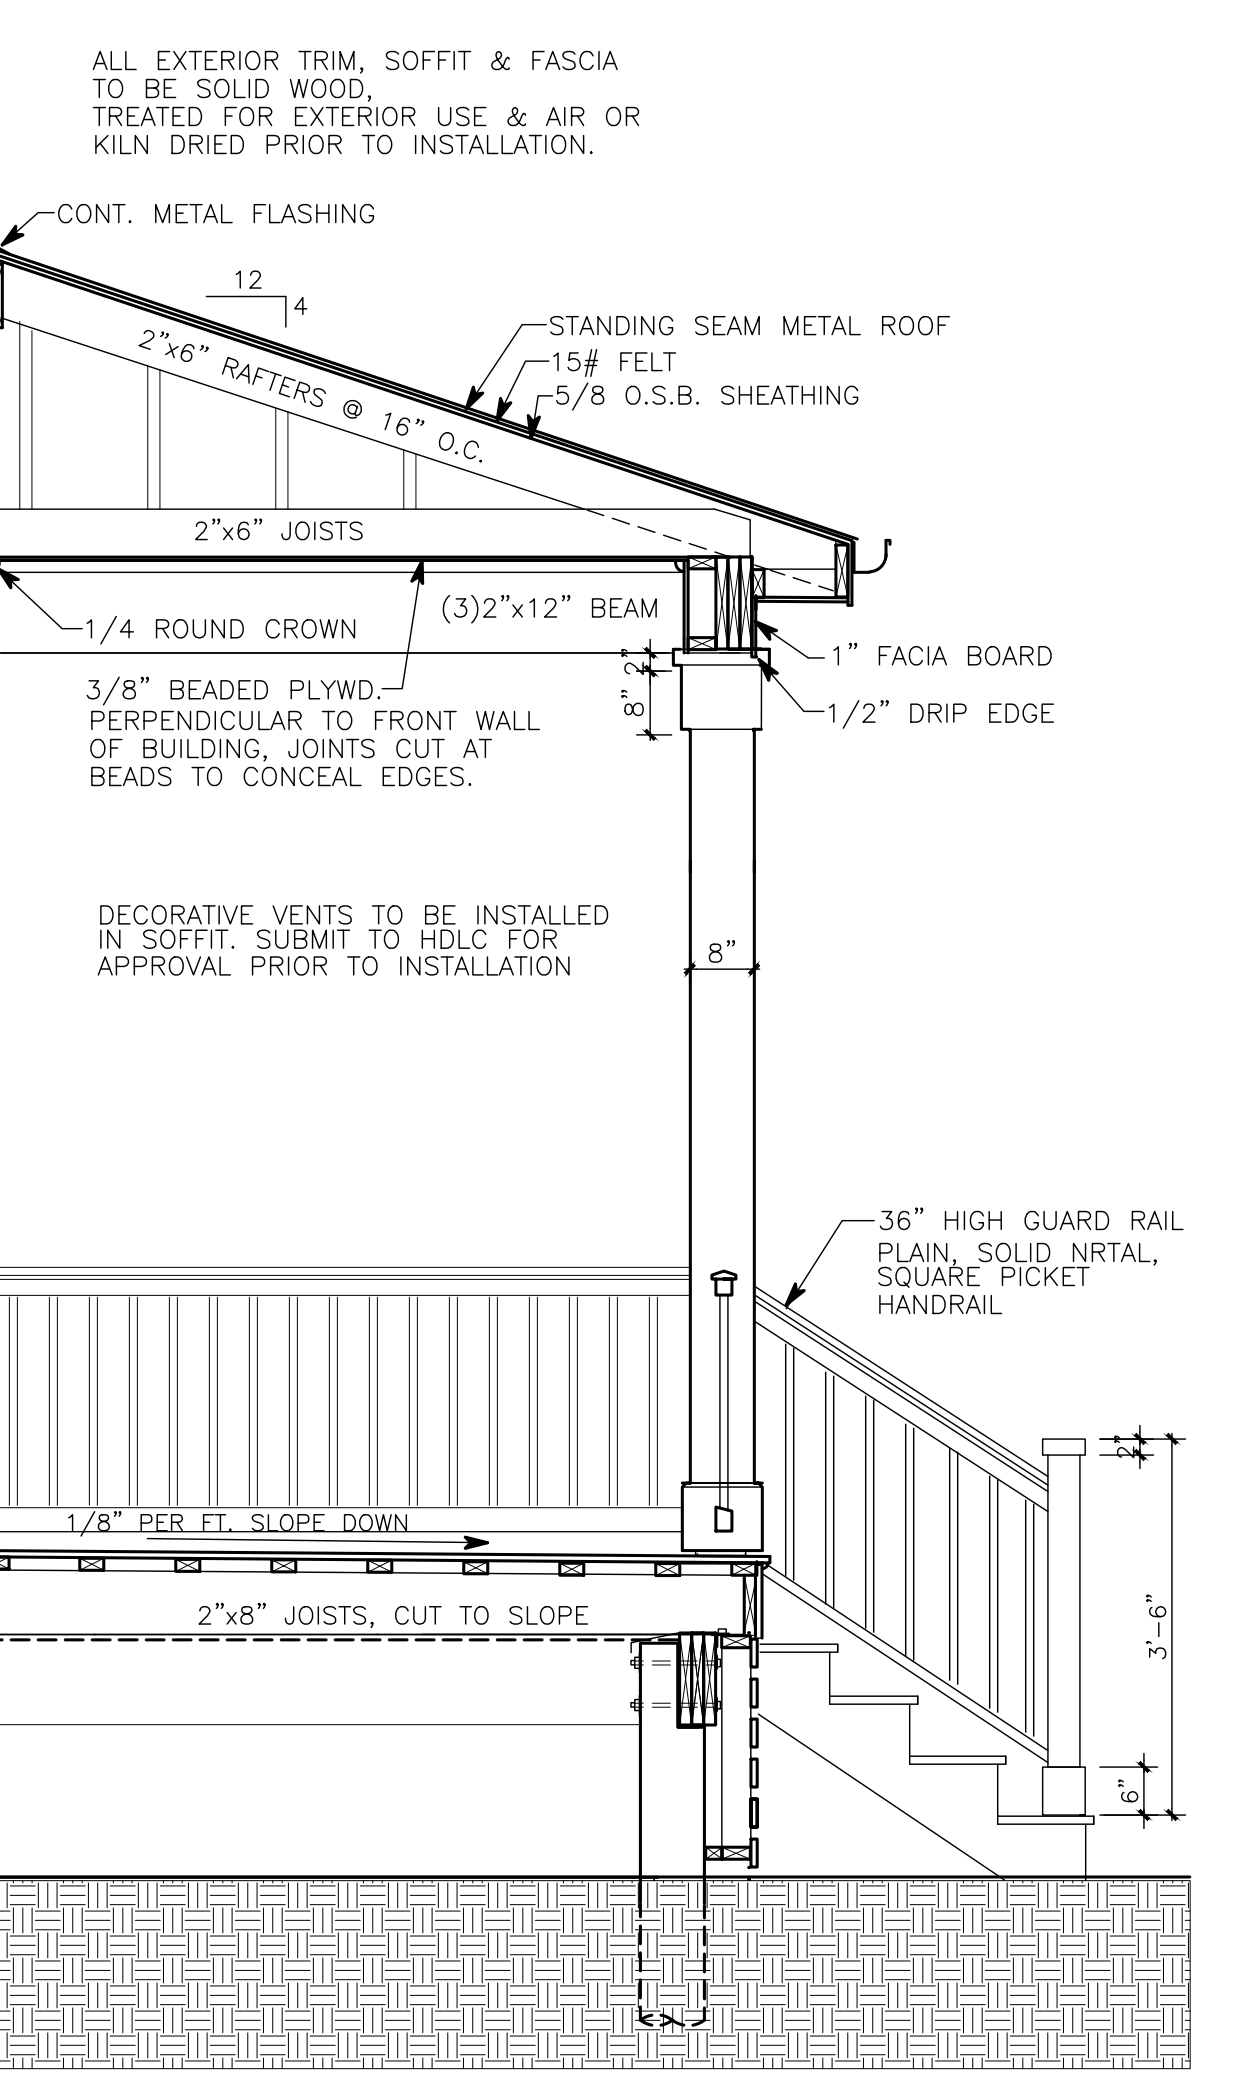 ALL EXTERIOR TRIM, SOFFIT & FASCIA
TO BE SOLID WOOD,
TREATED FOR EXTERIOR USE & AIR OR
KILN DRIED PRIOR TO INSTALLATION.
CONT. METAL FLASHING
12
4
STANDING SEAM METAL ROOF
15# FELT
5/8 O.S.B. SHEATHING
2"x6" RAFTERS @ 16" O.C.
2"x6" JOISTS
(3)2"x12" BEAM
1/4 ROUND CROWN
1" FACIA BOARD
2"
8"
1/2" DRIP EDGE
3/8" BEADED PLYWD.
PERPENDICULAR TO FRONT WALL
OF BUILDING, JOINTS CUT AT
BEADS TO CONCEAL EDGES.
DECORATIVE VENTS TO BE INSTALLED
IN SOFFIT. SUBMIT TO HDLC FOR
APPROVAL PRIOR TO INSTALLATION
8"
36" HIGH GUARD RAIL
PLAIN, SOLID NRTAL,
SQUARE PICKET
HANDRAIL
2"
1/8" PER FT. SLOPE DOWN
2"x8" JOISTS, CUT TO SLOPE
3'-6"
6"